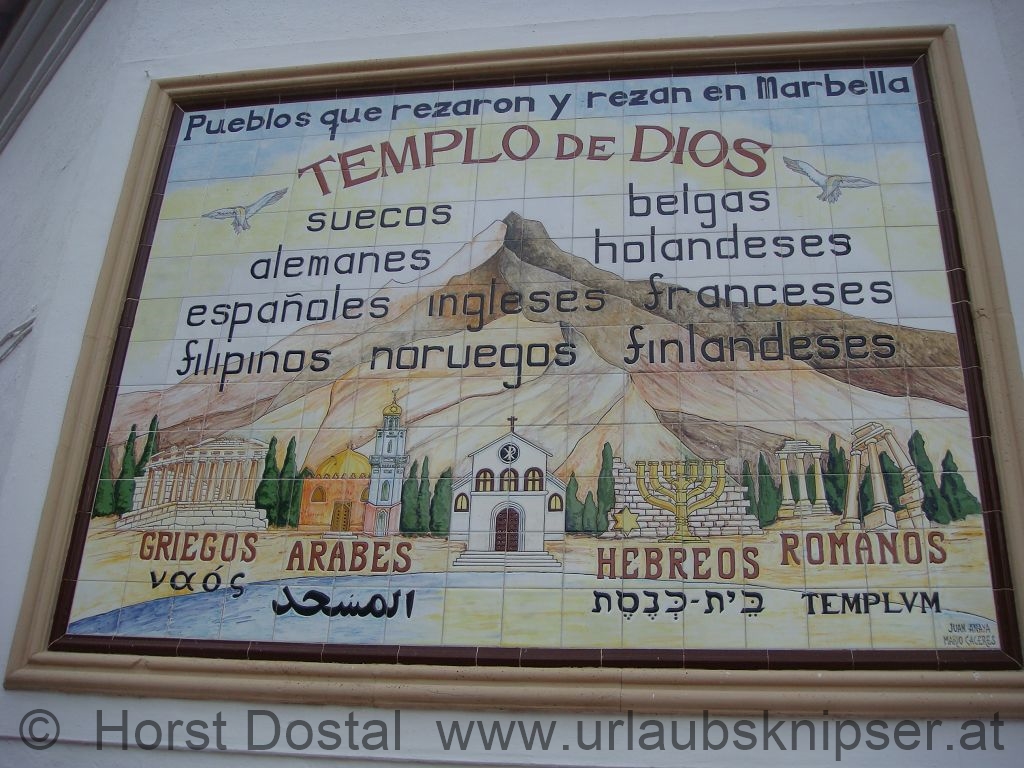 Pueblos que rezaron y rezan en Marbella
TEMPLO DE DIOS
suecos belgas
alemanes holandeses
españoles ingleses franceses
filipinos noruegos finlandeses
GRIEGOS ARABES HEBREOS ROMANOS
ναός المسجد בֵּית-כְּנֶסֶת TEMPLVM
JUAN ANAYA
MARIO CACERES
© Horst Dostal www.urlaubsknipser.at